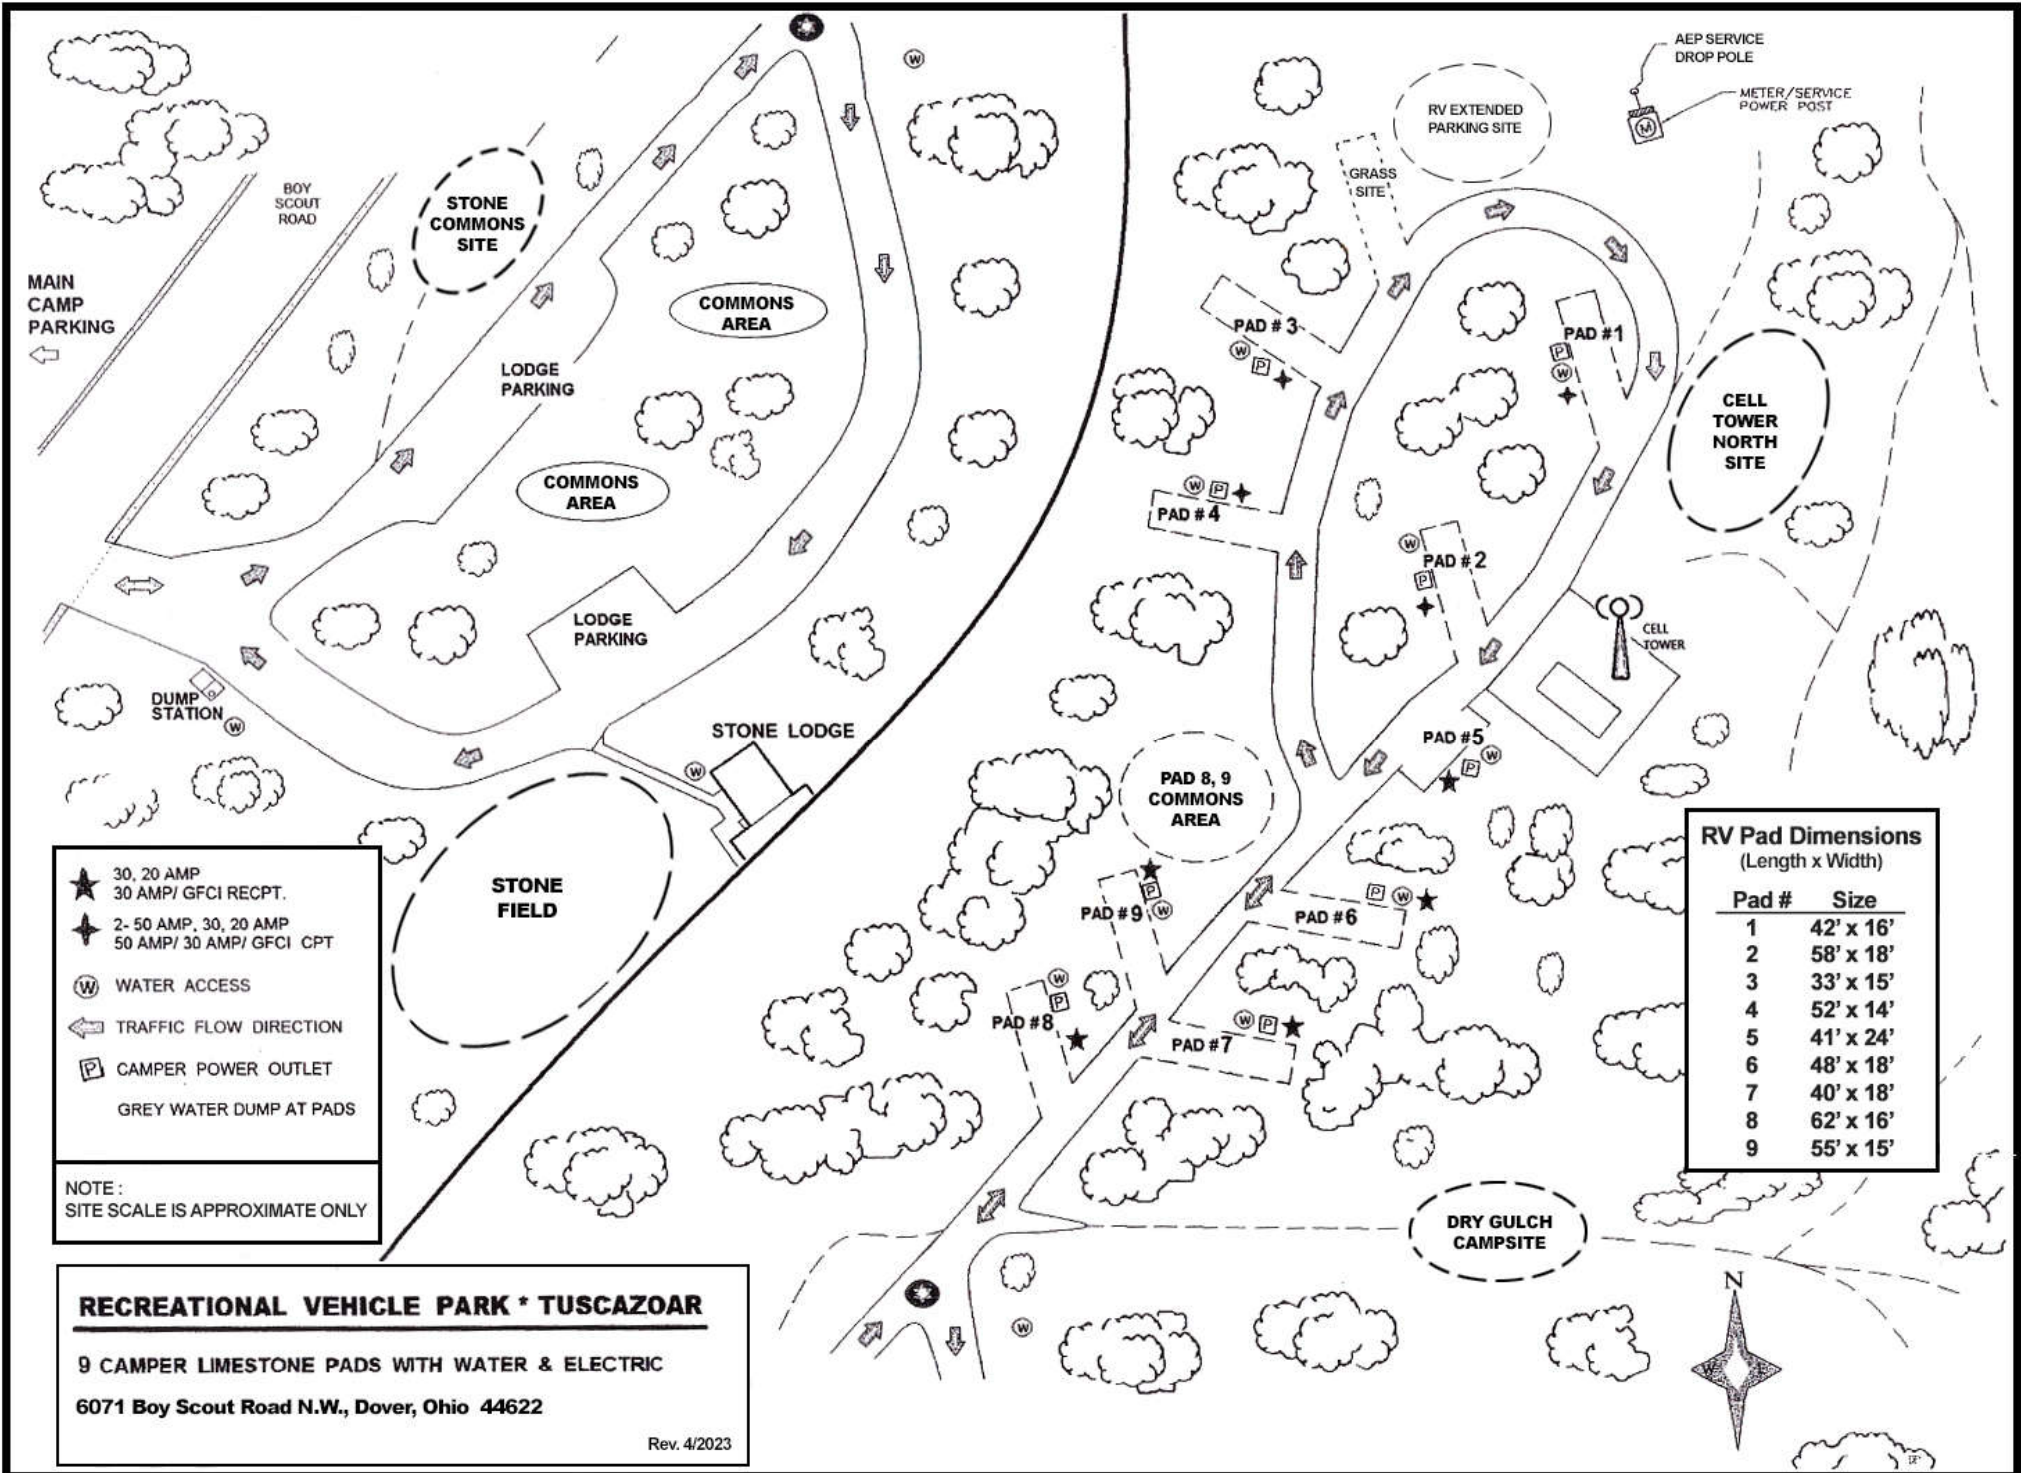 AEP SERVICE
DROP POLE
METER/SERVICE
POWER POST
M
W
RV EXTENDED
PARKING SITE
GRASS
SITE
BOY
SCOUT
ROAD
STONE
COMMONS
SITE
MAIN
CAMP
PARKING
COMMONS
AREA
LODGE
PARKING
COMMONS
AREA
LODGE
PARKING
DUMP
STATION
W
STONE LODGE
W
STONE
FIELD
PAD # 3
W
P
PAD #1
P
W
CELL
TOWER
NORTH
SITE
W
P
PAD # 4
W
PAD # 2
P
CELL
TOWER
PAD #5
W
P
PAD 8, 9
COMMONS
AREA
PAD #9
P
W
P
W
PAD #6
W
P
PAD #8
W
P
PAD #7
DRY GULCH
CAMPSITE
W
30, 20 AMP
30 AMP/ GFCI RECPT.
2- 50 AMP, 30, 20 AMP
50 AMP/ 30 AMP/ GFCI CPT
W WATER ACCESS
TRAFFIC FLOW DIRECTION
P CAMPER POWER OUTLET
GREY WATER DUMP AT PADS
NOTE :
SITE SCALE IS APPROXIMATE ONLY
RV Pad Dimensions
(Length x Width)
Pad # Size
1 42' x 16'
2 58' x 18'
3 33' x 15'
4 52' x 14'
5 41' x 24'
6 48' x 18'
7 40' x 18'
8 62' x 16'
9 55' x 15'
N
W
RECREATIONAL VEHICLE PARK * TUSCAZOAR
9 CAMPER LIMESTONE PADS WITH WATER & ELECTRIC
6071 Boy Scout Road N.W., Dover, Ohio 44622
Rev. 4/2023